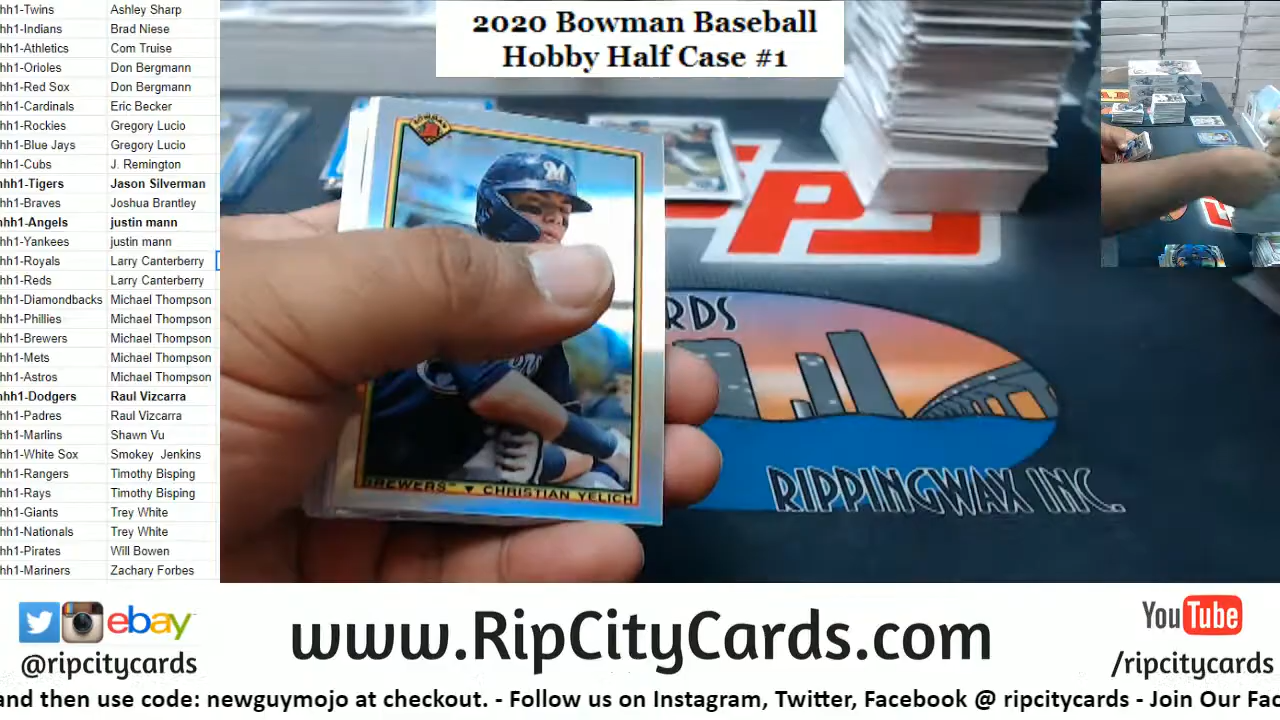 hh1-Twins Ashley Sharp
hh1-Indians Brad Niese
hh1-Athletics Com Truise
hh1-Orioles Don Bergmann
hh1-Red Sox Don Bergmann
hh1-Cardinals Eric Becker
hh1-Rockies Gregory Lucio
hh1-Blue Jays Gregory Lucio
hh1-Cubs J. Remington
hh1-Tigers Jason Silverman
hh1-Braves Joshua Brantley
hh1-Angels justin mann
hh1-Yankees justin mann
hh1-Royals Larry Canterberry
hh1-Reds Larry Canterberry
hh1-Diamondbacks Michael Thompson
hh1-Phillies Michael Thompson
hh1-Brewers Michael Thompson
hh1-Mets Michael Thompson
hh1-Astros Michael Thompson
hh1-Dodgers Raul Vizcarra
hh1-Padres Raul Vizcarra
hh1-Marlins Shawn Vu
hh1-White Sox Smokey Jenkins
hh1-Rangers Timothy Bisping
hh1-Rays Timothy Bisping
hh1-Giants Trey White
hh1-Nationals Trey White
hh1-Pirates Will Bowen
hh1-Mariners Zachary Forbes
2020 Bowman Baseball
Hobby Half Case #1
M
BREWERS CHRISTIAN YELICH
P
RDS
RIPPINGWAX INC.
ebay
@ripcitycards
www.RipCityCards.com
YouTube
/ripcitycards
and then use code: newguymojo at checkout. - Follow us on Instagram, Twitter, Facebook @ ripcitycards - Join Our Fac